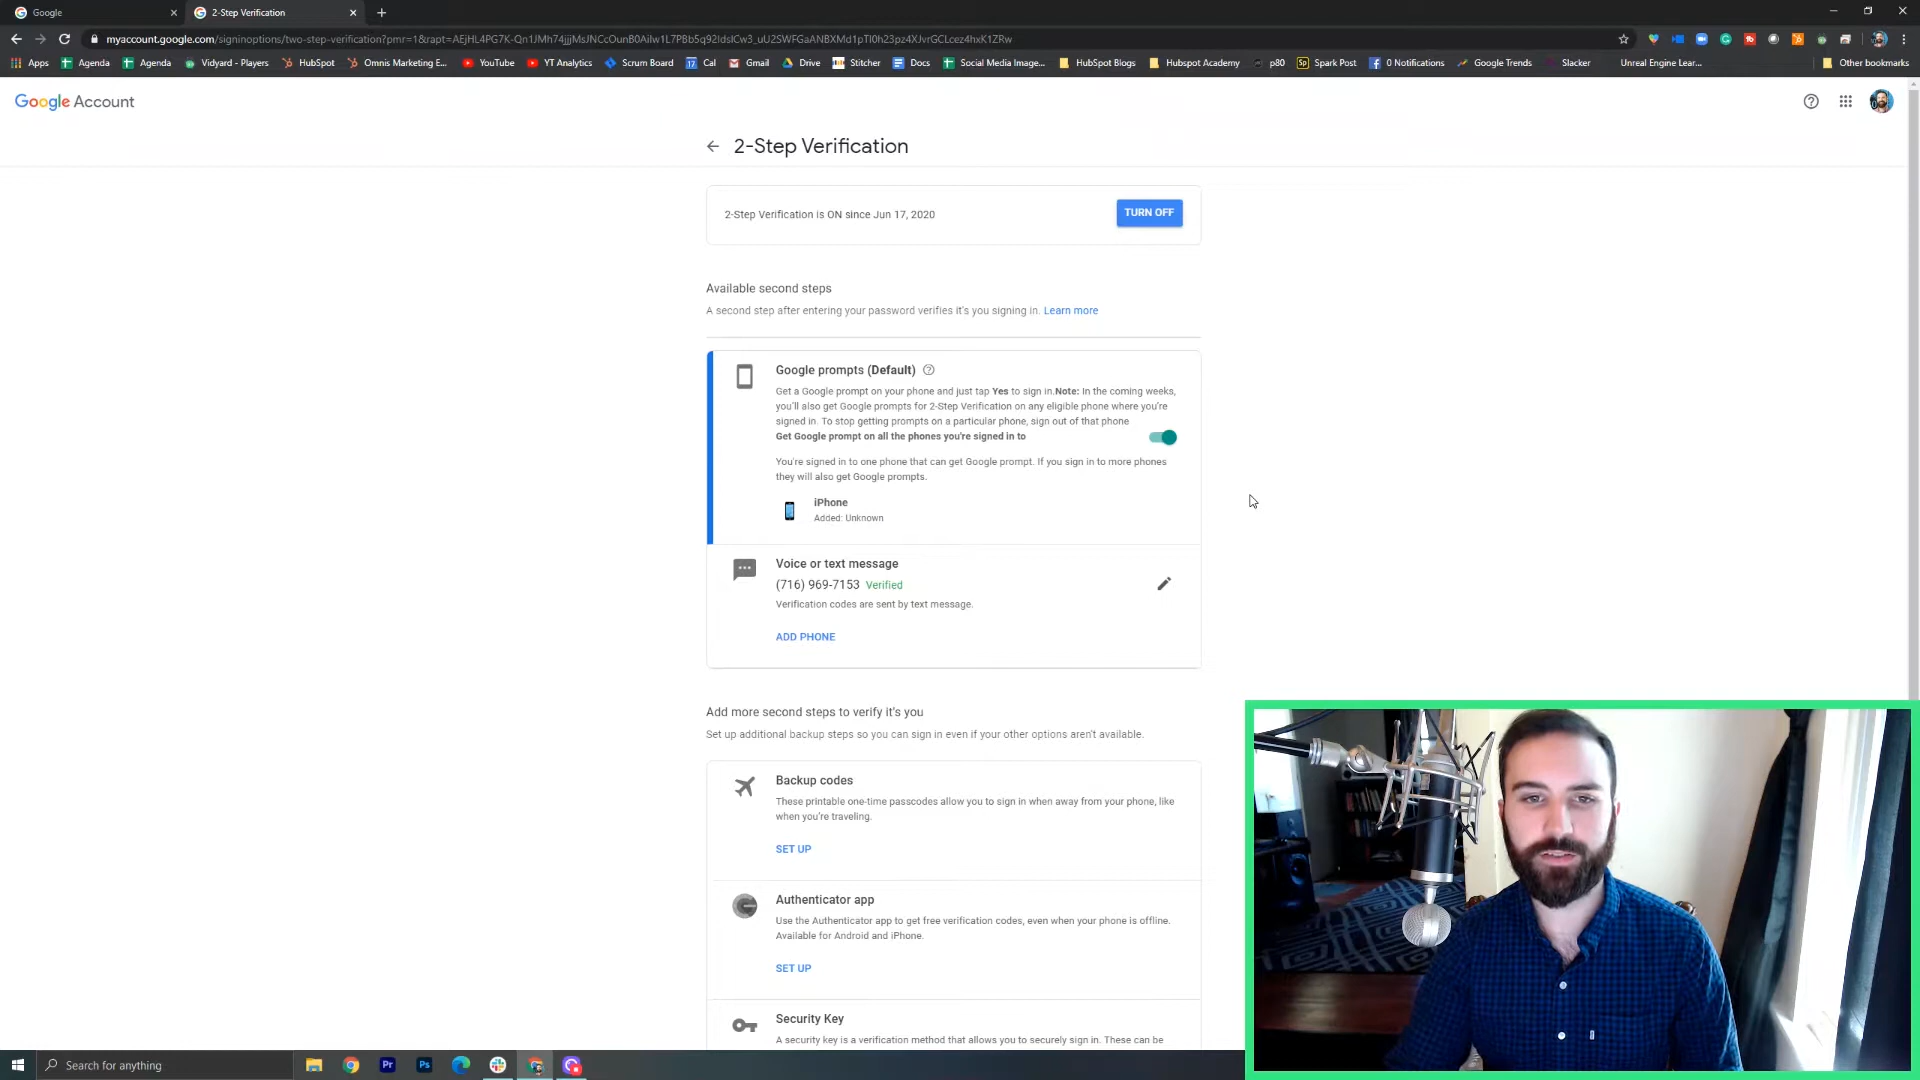 Google
2-Step Verification
myaccount.google.com/signinoptions/two-step-verification?pmr=1&rapt=
Apps
Agenda
Agenda
Vidyard - Players
HubSpot
Omnis Marketing E...
YouTube
YT Analytics
Scrum Board
17
Cal
Gmail
Drive
Stitcher
Docs
Social Media Image...
HubSpot Blogs
Hubspot Academy
p80
Sp
Spark Post
0 Notifications
Google Trends
Slacker
Unreal Engine Lear...
Other bookmarks
Google Account
2-Step Verification
2-Step Verification is ON since Jun 17, 2020
TURN OFF
Available second steps
A second step after entering your password verifies it's you signing in. Learn more
Google prompts (Default)
Get a Google prompt on your phone and just tap Yes to sign in.Note: In the coming weeks,
you'll also get Google prompts for 2-Step Verification on any eligible phone where you're
signed in. To stop getting prompts on a particular phone, sign out of that phone
Get Google prompt on all the phones you're signed in to
You're signed in to one phone that can get Google prompt. If you sign in to more phones
they will also get Google prompts.
iPhone
Added: Unknown
Voice or text message
(716) 969-7153 Verified
Verification codes are sent by text message.
ADD PHONE
Add more second steps to verify it's you
Set up additional backup steps so you can sign in even if your other options aren't available.
Backup codes
These printable one-time passcodes allow you to sign in when away from your phone, like
when you're traveling.
SET UP
Authenticator app
Use the Authenticator app to get free verification codes, even when your phone is offline.
Available for Android and iPhone.
SET UP
Security Key
A security key is a verification method that allows you to securely sign in. These can be
Search for anything
Pr
Ps